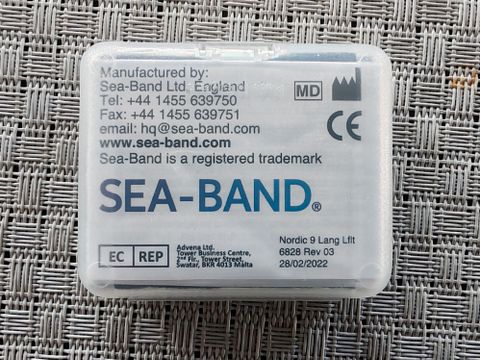 Manufactured by:
Sea-Band Ltd. England
Tel: +44 1455 639750
Fax: +44 1455 639751
email: hq@sea-band.com
www.sea-band.com
Sea-Band is a registered trademark
MD
CE
SEA-BAND®
EC REP
Advena Ltd.
Tower Business Centre,
2nd Flr., Tower Street,
Swatar, BKR 4013 Malta
Nordic 9 Lang Lflt
6828 Rev 03
28/02/2022